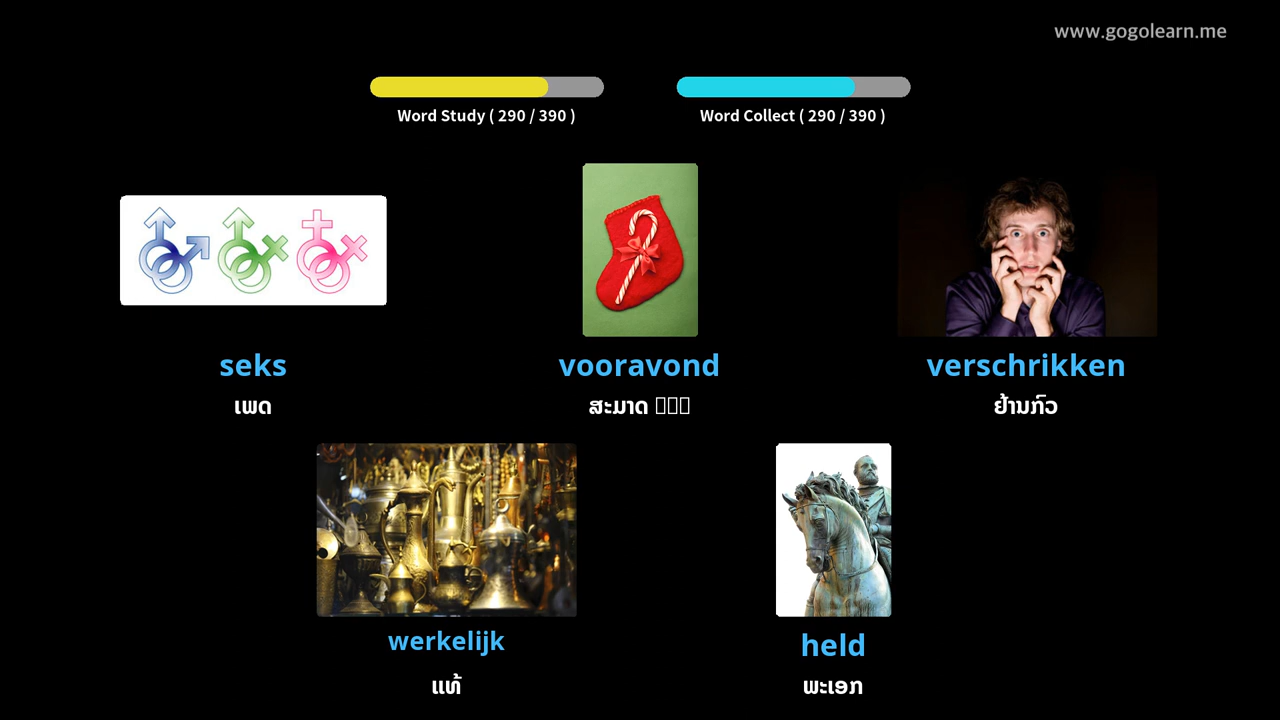 www.gogolearn.me
Word Study ( 290 / 390 )
Word Collect ( 290 / 390 )
seks
vooravond
verschrikken
ເພດ
ສະມາດ
ຢ້ານກົວ
werkelijk
held
ແທ້
ພະເອກ